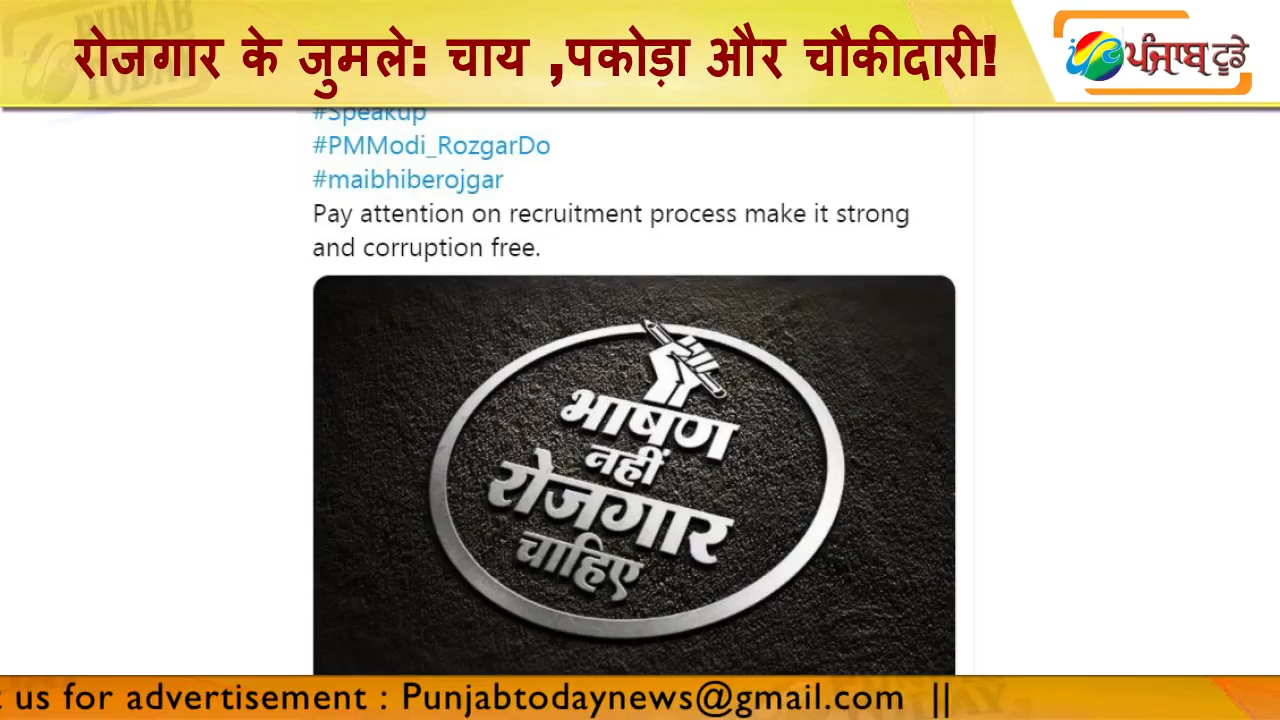 रोजगार के जुमले: चाय ,पकोड़ा और चौकीदारी!
ਪੰਜਾਬ ਟੂਡੇ
#Speakup
#PMModi_RozgarDo
#maibhiberojgar
Pay attention on recruitment process make it strong
and corruption free.
भाषण
नहीं
रोजगार
चाहिए
us for advertisement : Punjabtodaynews@gmail.com ||